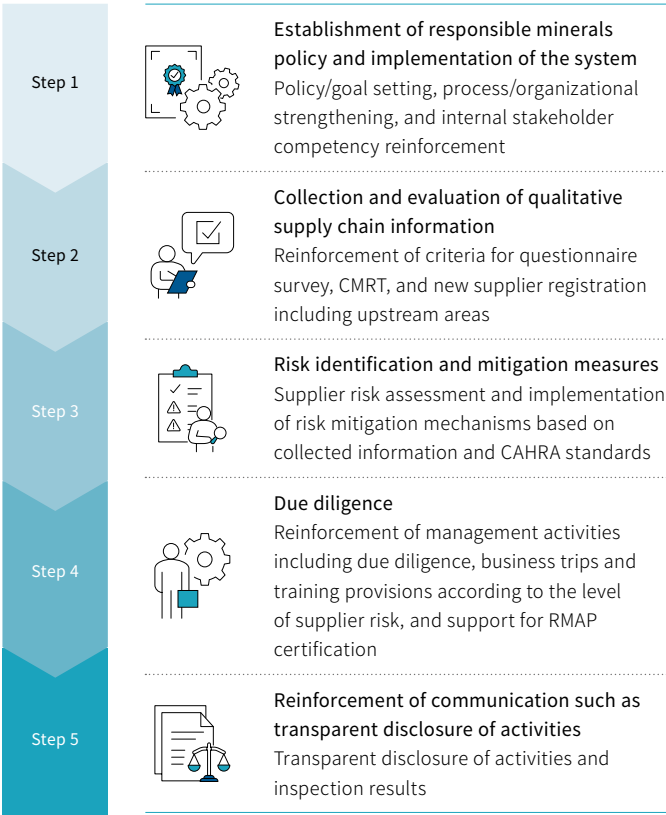 Step 1
Establishment of responsible minerals
policy and implementation of the system
Policy/goal setting, process/organizational
strengthening, and internal stakeholder
competency reinforcement
Step 2
Collection and evaluation of qualitative
supply chain information
Reinforcement of criteria for questionnaire
survey, CMRT, and new supplier registration
including upstream areas
Step 3
Risk identification and mitigation measures
Supplier risk assessment and implementation
of risk mitigation mechanisms based on
collected information and CAHRA standards
Step 4
Due diligence
Reinforcement of management activities
including due diligence, business trips and
training provisions according to the level
of supplier risk, and support for RMAP
certification
Step 5
Reinforcement of communication such as
transparent disclosure of activities
Transparent disclosure of activities and
inspection results